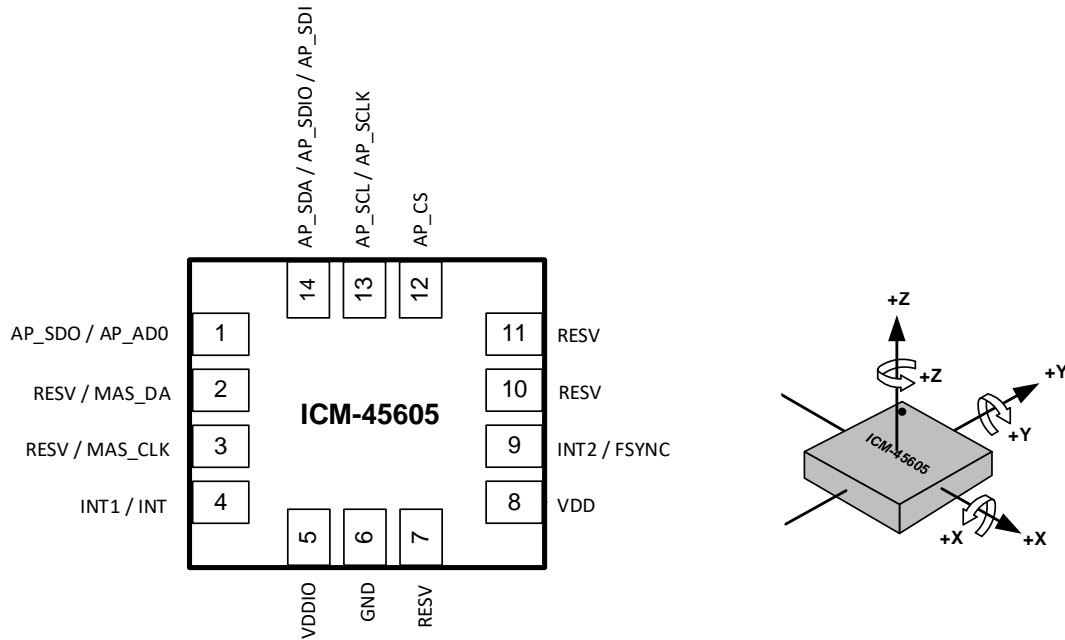 AP_SDA / AP_SDIO / AP_SDI
AP_SCL / AP_SCLK
AP_CS
14
13
12
AP_SDO / AP_AD0
1
RESV / MAS_DA
2
RESV / MAS_CLK
3
INT1 / INT
4
ICM-45605
11
RESV
10
RESV
9
INT2 / FSYNC
8
VDD
5
6
7
VDDIO
GND
RESV
+Z
+Z
+Y
+Y
ICM-45605
+X
+X